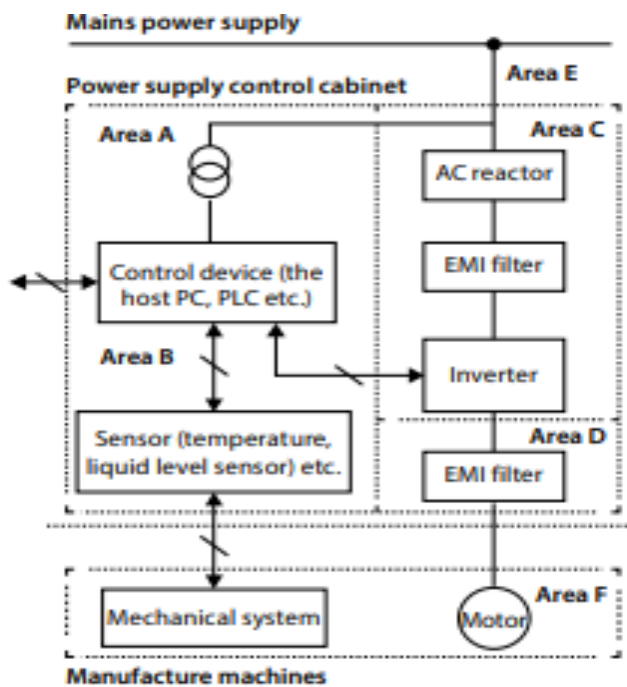 Mains power supply
Area E
Power supply control cabinet
Area A
Area C
AC reactor
Control device (the
host PC, PLC etc.)
EMI filter
Area B
Inverter
Sensor (temperature,
liquid level sensor) etc.
Area D
EMI filter
Mechanical system
Area F
Motor
Manufacture machines